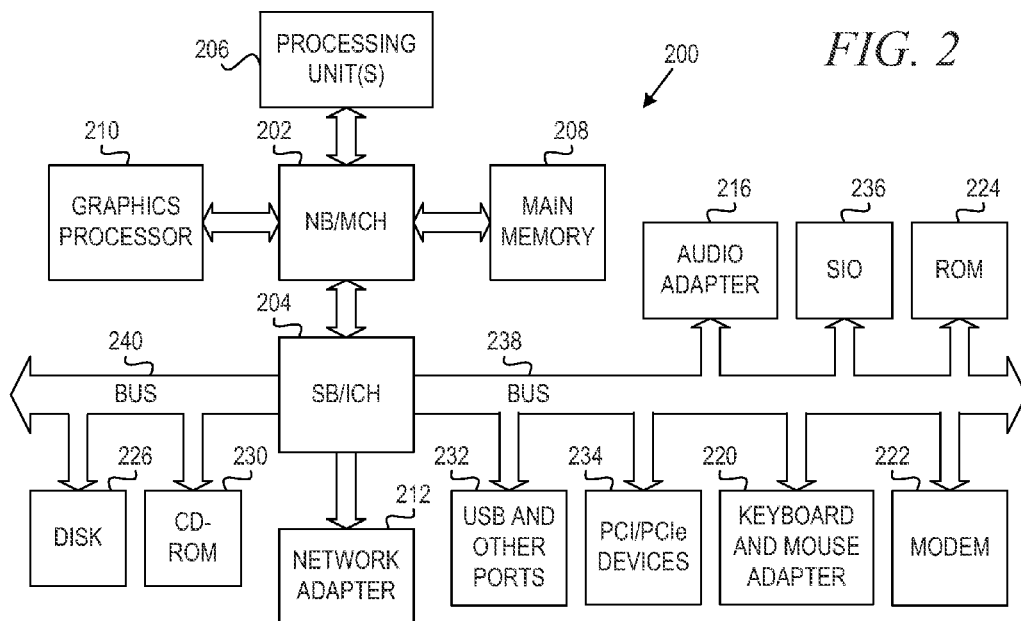 FIG. 2
200
206
PROCESSING
UNIT(S)
210
GRAPHICS
PROCESSOR
202
NB/MCH
208
MAIN
MEMORY
216
AUDIO
ADAPTER
236
SIO
224
ROM
204
SB/ICH
240
BUS
238
BUS
226
DISK
230
CD-
ROM
212
NETWORK
ADAPTER
232
USB AND
OTHER
PORTS
234
PCI/PCIe
DEVICES
220
KEYBOARD
AND MOUSE
ADAPTER
222
MODEM